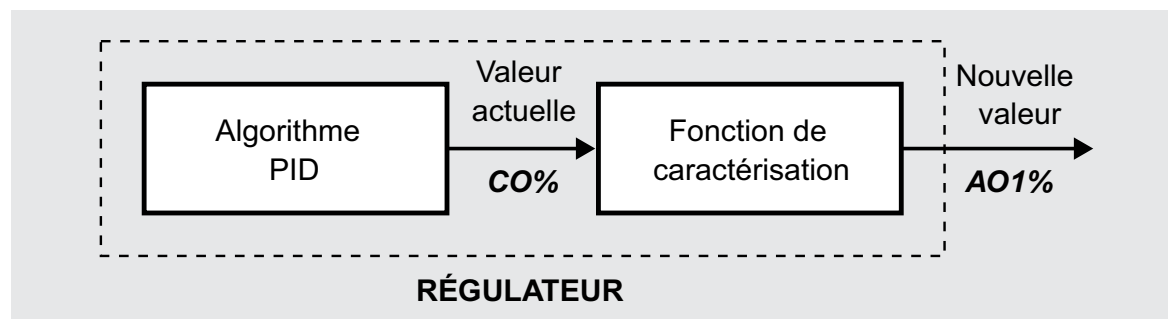 Algorithme
PID
Valeur
actuelle
CO%
Fonction de
caractérisation
Nouvelle
valeur
AO1%
RÉGULATEUR